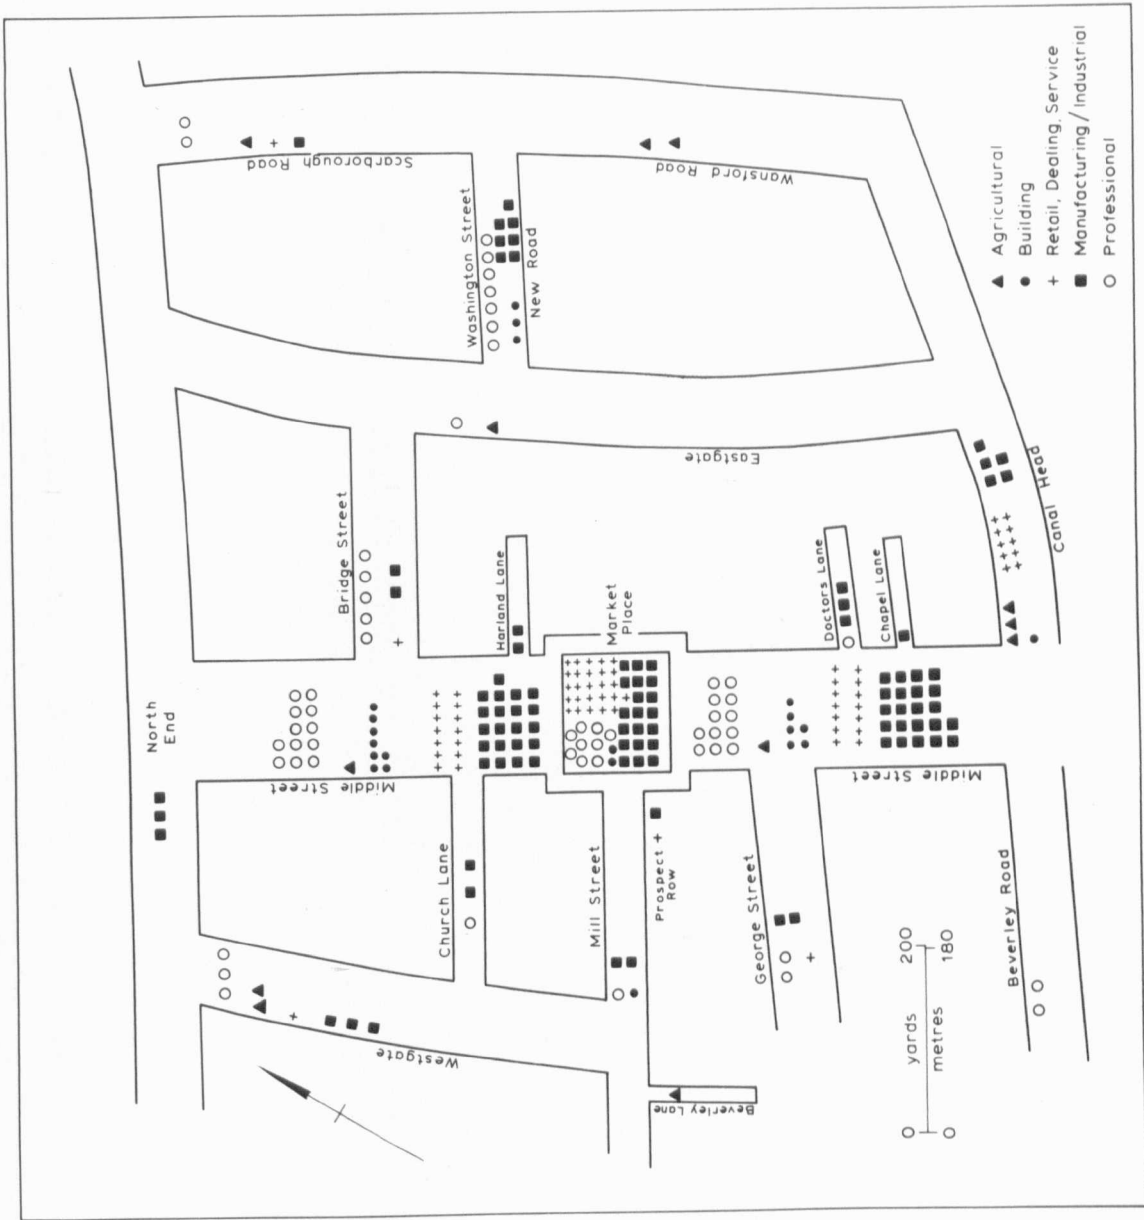 North
End
Scarborough Road
Bridge Street
Washington Street
New Road
Wansford Road
Middle Street
Harland Lane
Eastgate
Church Lane
Market
Place
Westgate
Mill Street
Doctors Lane
Chapel Lane
Prospect
Row
George Street
Beverley Lane
Middle Street
Canal Head
Beverley Road
0 200
yards
metres
0 180
Agricultural
Building
Retail, Dealing, Service
Manufacturing / Industrial
Professional